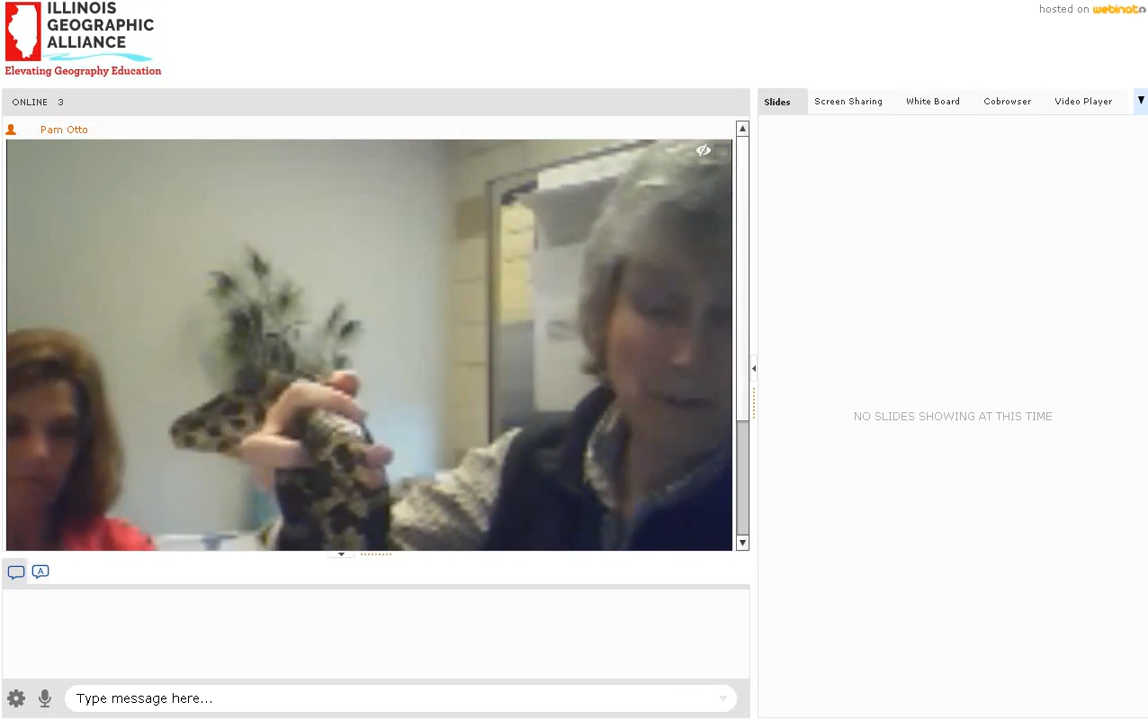 ILLINOIS
GEOGRAPHIC
ALLIANCE
Elevating Geography Education
hosted on webinato
ONLINE 3
Pam Otto
Slides Screen Sharing White Board Cobrowser Video Player
NO SLIDES SHOWING AT THIS TIME
A
Type message here...